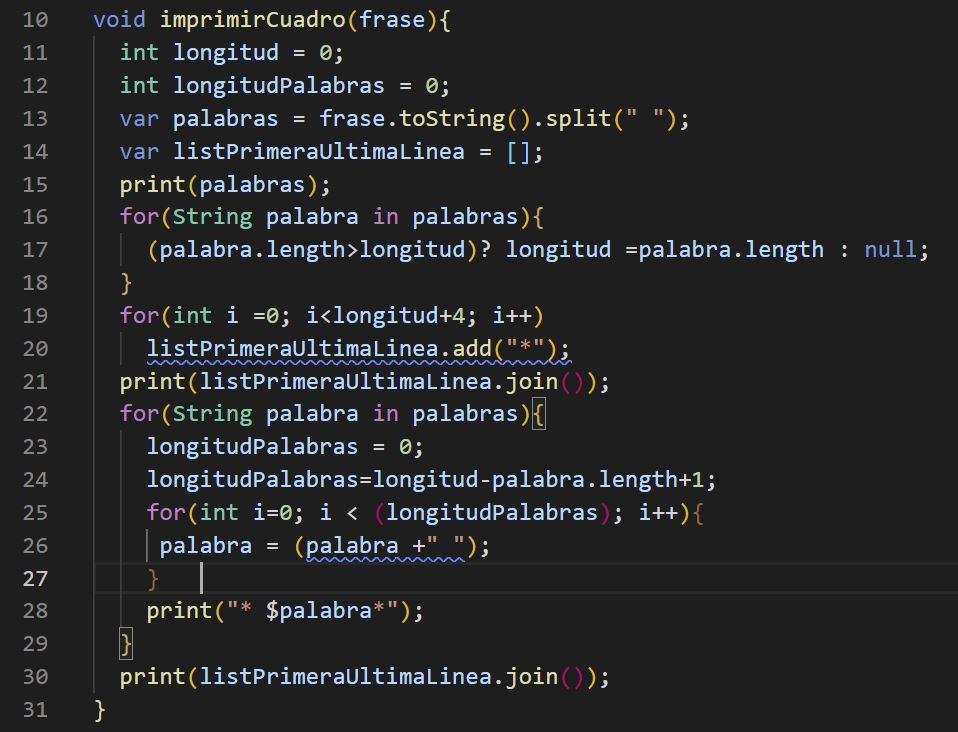 10 void imprimirCuadro(frase){
11 int longitud = 0;
12 int longitudPalabras = 0;
13 var palabras = frase.toString().split(" ");
14 var listPrimeraUltimaLinea = [];
15 print(palabras);
16 for(String palabra in palabras){
17 (palabra.length>longitud)? longitud =palabra.length : null;
18 }
19 for(int i =0; i<longitud+4; i++)
20 listPrimeraUltimaLinea.add("*");
21 print(listPrimeraUltimaLinea.join());
22 for(String palabra in palabras){
23 longitudPalabras = 0;
24 longitudPalabras=longitud-palabra.length+1;
25 for(int i=0; i < (longitudPalabras); i++){
26 palabra = (palabra +" ");
27 }
28 print("* $palabra*");
29 }
30 print(listPrimeraUltimaLinea.join());
31 }